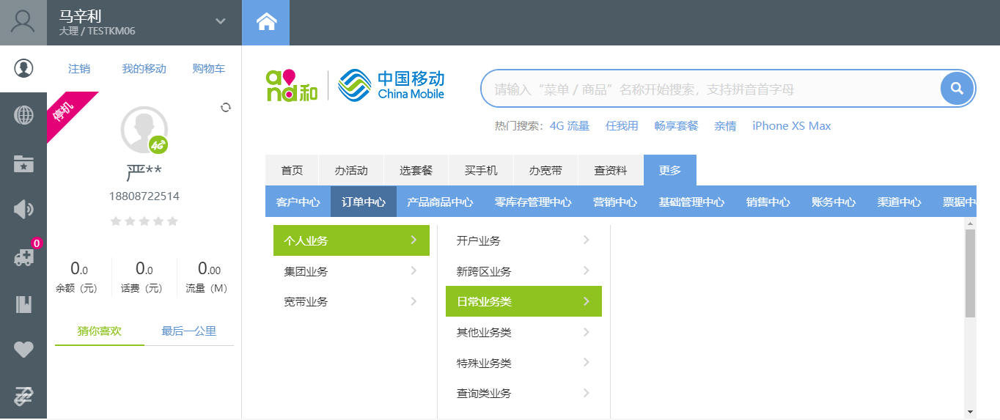 马辛利
大理 / TESTKM06
注销 我的移动 购物车
停机
4G
严**
18808722514
0
0.0 0.0 0.00
余额（元） 话费（元） 流量（M）
猜你喜欢 最后一公里
and和 中国移动
China Mobile
请输入“菜单 / 商品”名称开始搜索，支持拼音首字母
热门搜索： 4G 流量 任我用 畅享套餐 亲情 iPhone XS Max
首页 办活动 选套餐 买手机 办宽带 查资料 更多
客户中心 订单中心 产品商品中心 零库存管理中心 营销中心 基础管理中心 销售中心 账务中心 渠道中心 票据中
个人业务
集团业务
宽带业务
开户业务
新跨区业务
日常业务类
其他业务类
特殊业务类
查询类业务